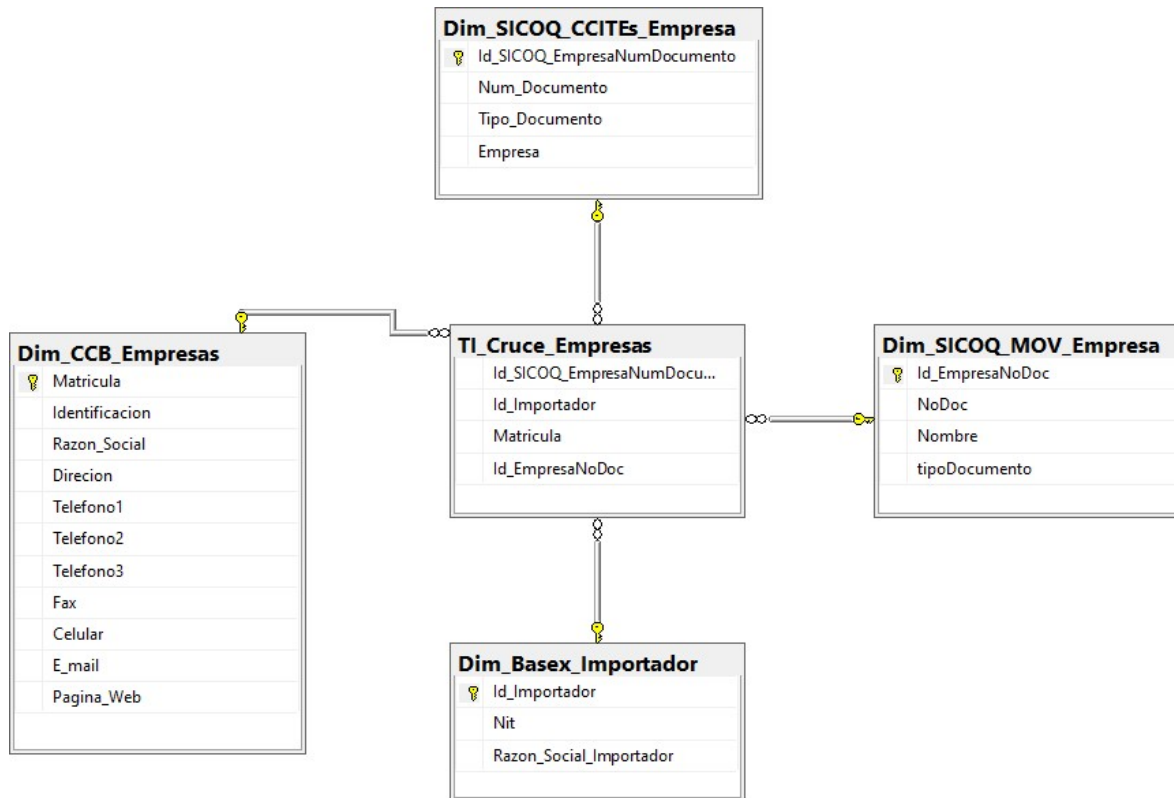 Dim_SICOQ_CCITEs_Empresa
Id_SICOQ_EmpresaNumDocumento
Num_Documento
Tipo_Documento
Empresa
Dim_CCB_Empresas
Matricula
Identificacion
Razon_Social
Direcion
Telefono1
Telefono2
Telefono3
Fax
Celular
E_mail
Pagina_Web
TI_Cruce_Empresas
Id_SICOQ_EmpresaNumDocu...
Id_Importador
Matricula
Id_EmpresaNoDoc
Dim_SICOQ_MOV_Empresa
Id_EmpresaNoDoc
NoDoc
Nombre
tipoDocumento
Dim_Basex_Importador
Id_Importador
Nit
Razon_Social_Importador